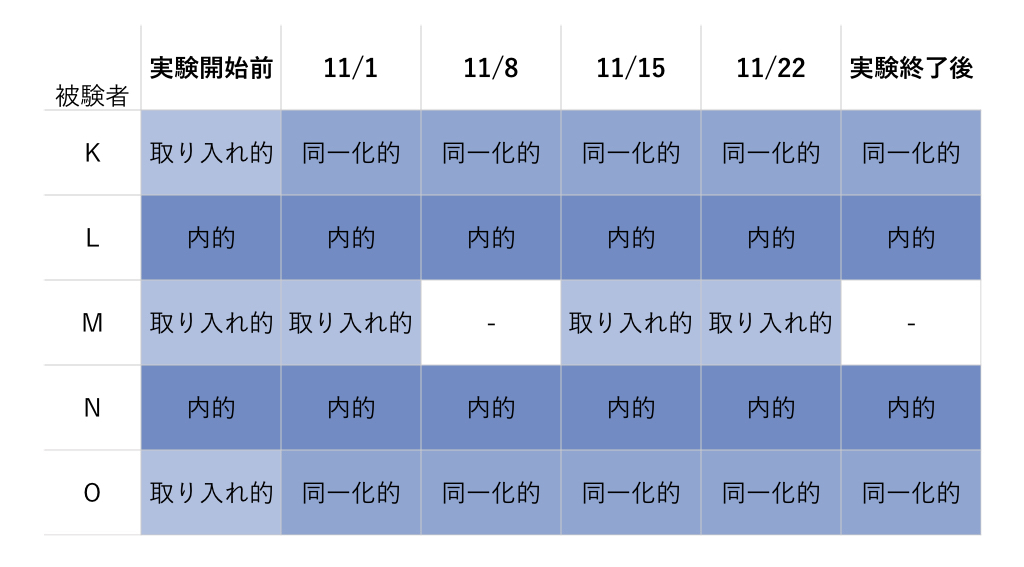 被験者 実験開始前 11/1 11/8 11/15 11/22 実験終了後
K 取り入れ的 同一化的 同一化的 同一化的 同一化的 同一化的
L 内的 内的 内的 内的 内的 内的
M 取り入れ的 取り入れ的 - 取り入れ的 取り入れ的 -
N 内的 内的 内的 内的 内的 内的
O 取り入れ的 同一化的 同一化的 同一化的 同一化的 同一化的